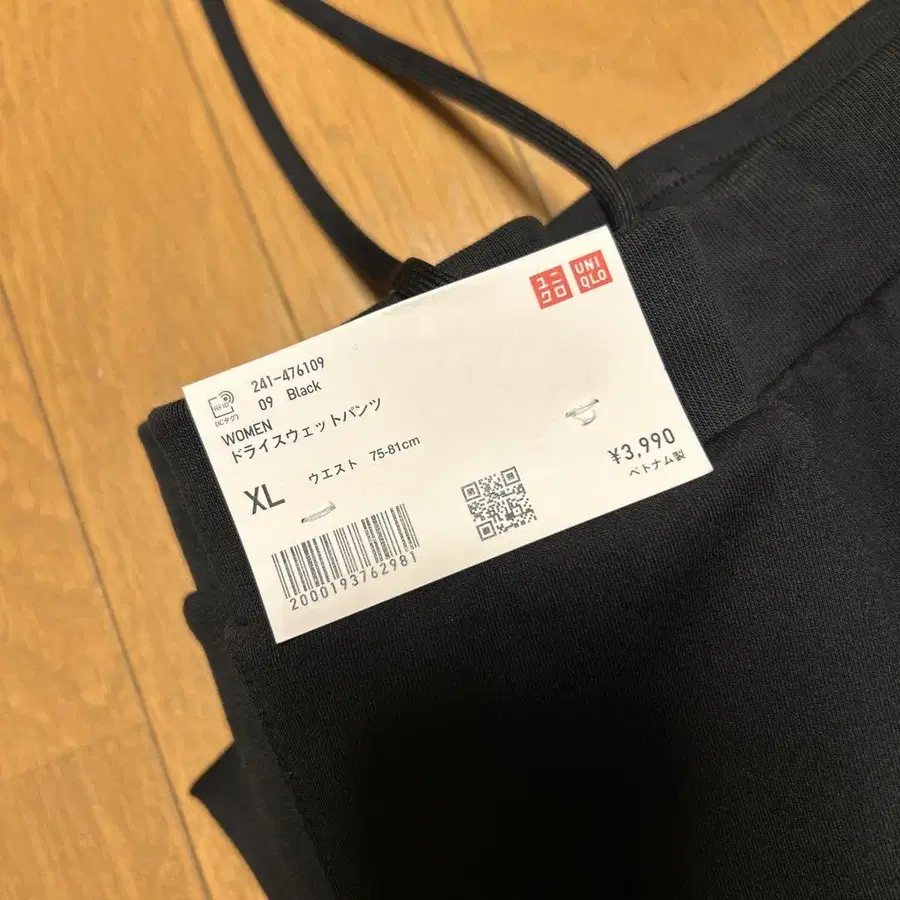 ユニ
クロ
UNI
QLO
RFID
(ICタグ)
241-476109
09 Black
WOMEN
ドライスウェットパンツ
XL
ウエスト 75-81cm
¥3,990
ベトナム製
2000193762981